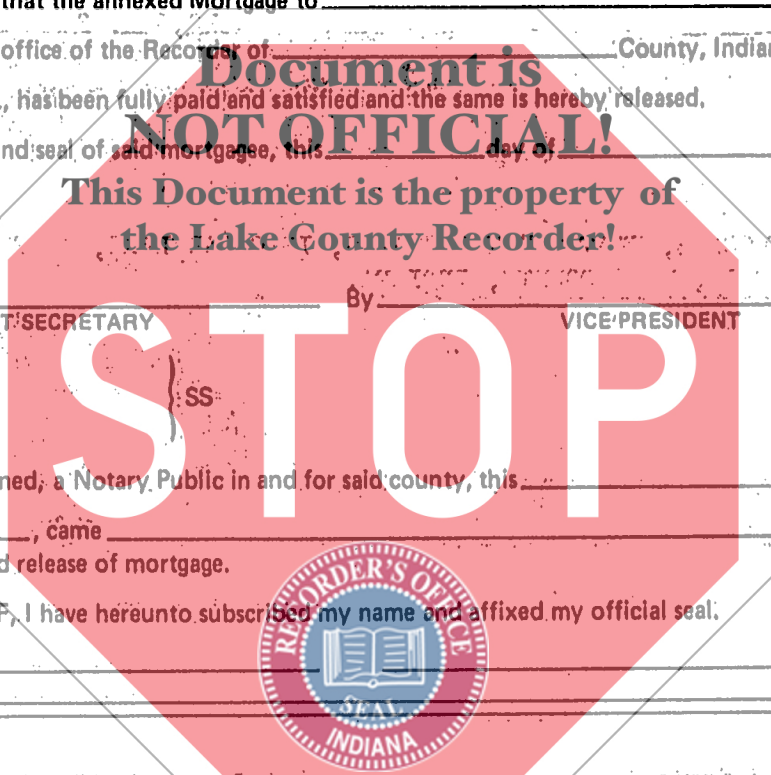 that the annexed Mortgage to
office of the Recorder of County, Indian
, has been fully paid and satisfied and the same is hereby released.
nd seal of said mortgagee, this day of
Document is
NOT OFFICIAL!
This Document is the property of
the Lake County Recorder!
By
T SECRETARY VICE PRESIDENT
STOP
SS
ned, a Notary Public in and for said county, this
, came
d release of mortgage.
F, I have hereunto subscribed my name and affixed my official seal.
RECORDER'S OFFICE
SEAL
INDIANA